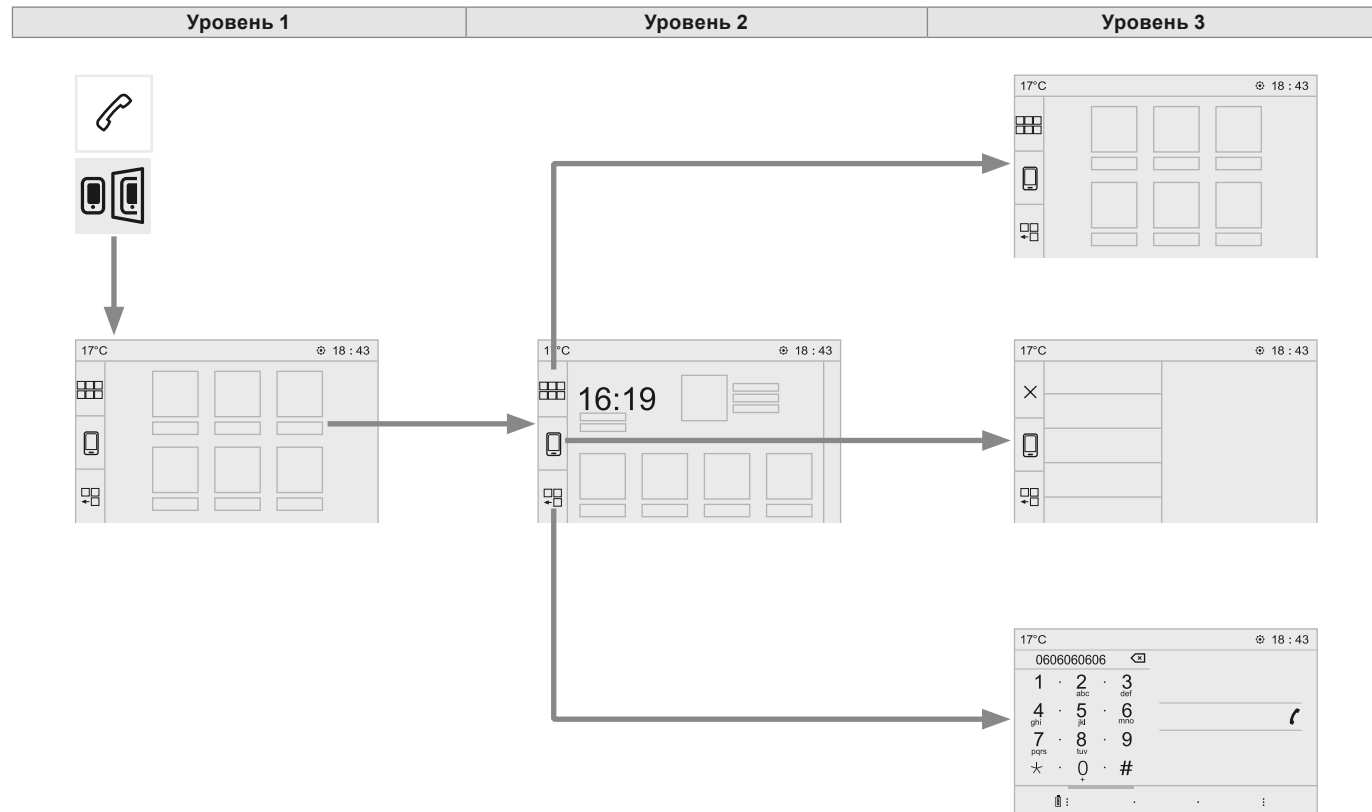 Уровень 1 Уровень 2 Уровень 3
17°C 18 : 43
17°C 18 : 43
17°C 18 : 43
17°C 18 : 43
16:19
17°C 18 : 43
0606060606
1 · 2 · 3
abc def
4 · 5 · 6
ghi jkl mno
7 · 8 · 9
pqrs tuv
* · 0 · #
+